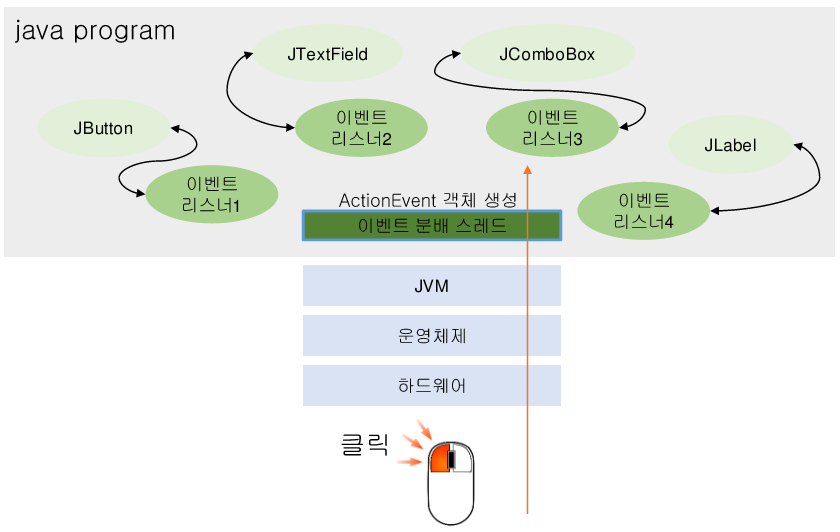 java program
JTextField
JComboBox
JButton
이벤트
리스너2
이벤트
리스너3
JLabel
이벤트
리스너1
ActionEvent 객체 생성
이벤트
리스너4
이벤트 분배 스레드
JVM
운영체제
하드웨어
클릭